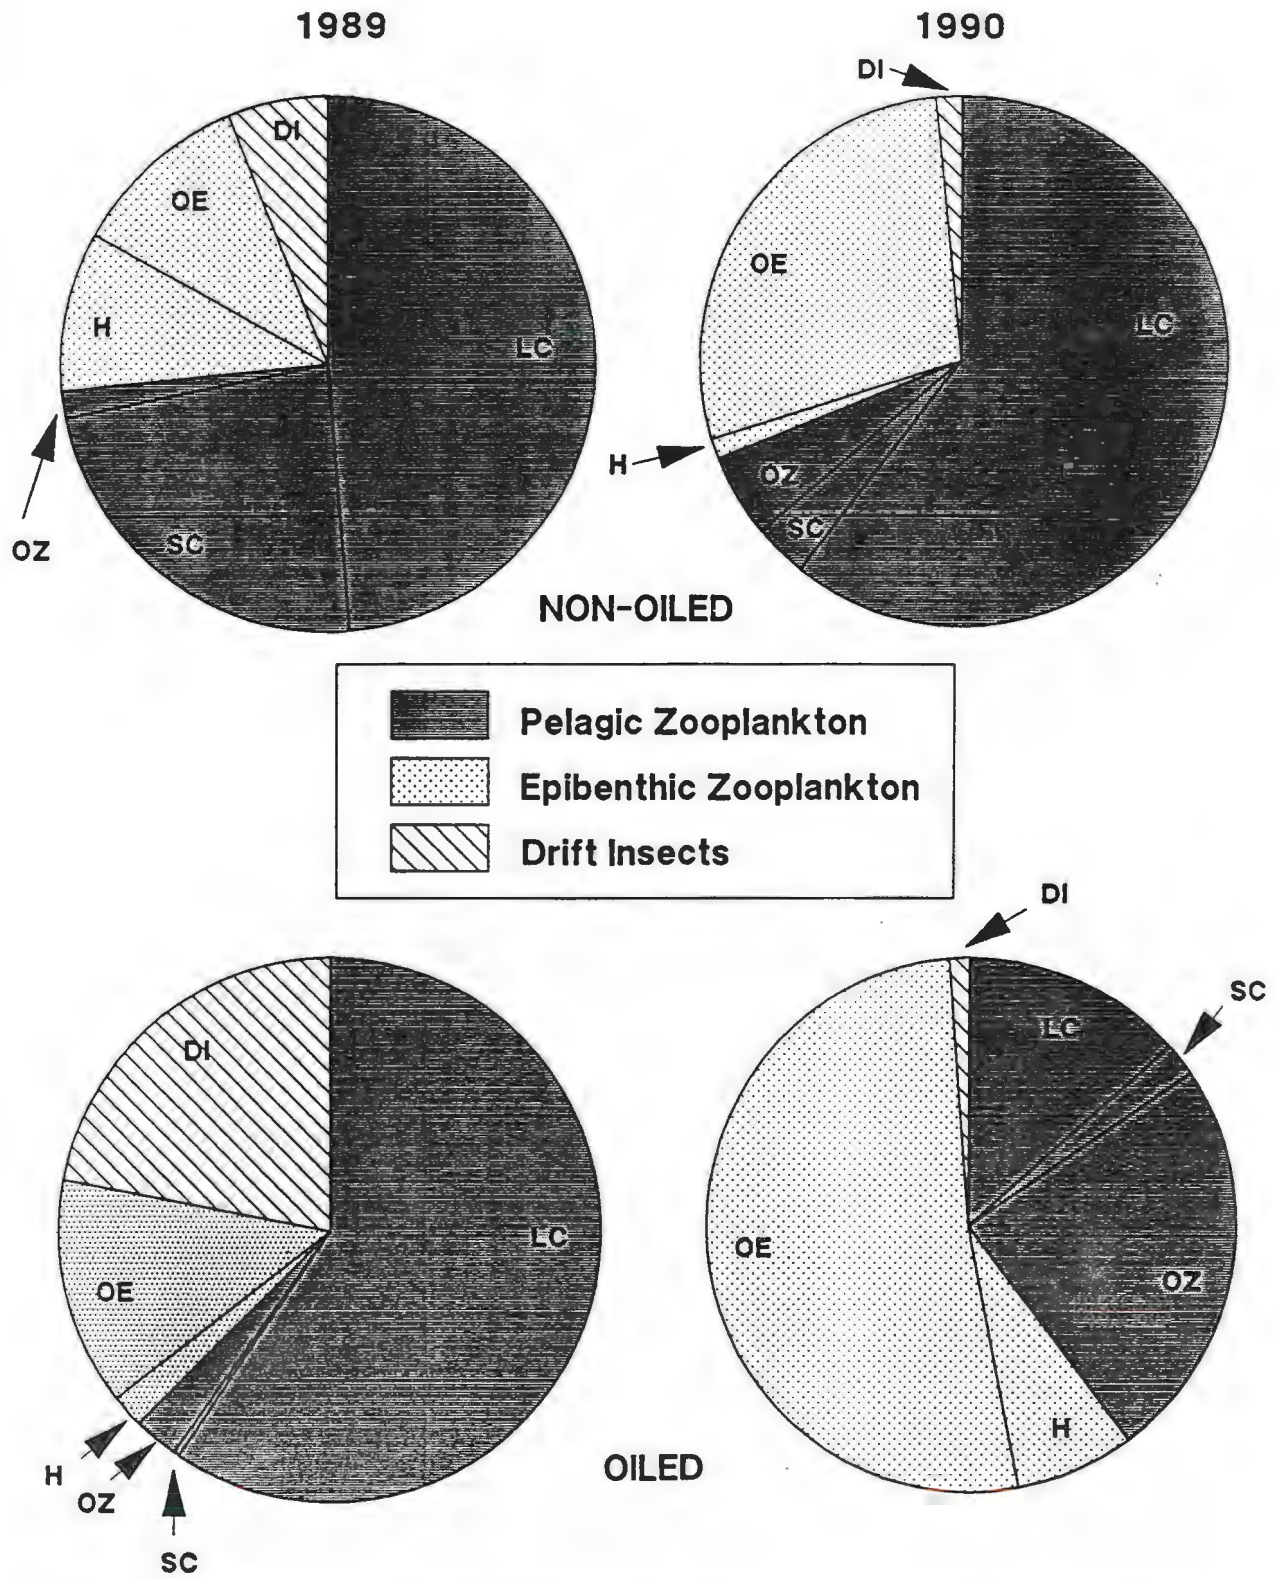 1989
1990
DI
DI
OE
OE
H
LC
LC
H
OZ
SC
OZ
SC
NON-OILED
Pelagic Zooplankton
Epibenthic Zooplankton
Drift Insects
DI
SC
LC
DI
LC
OE
OZ
OE
H
H
OZ
OILED
SC